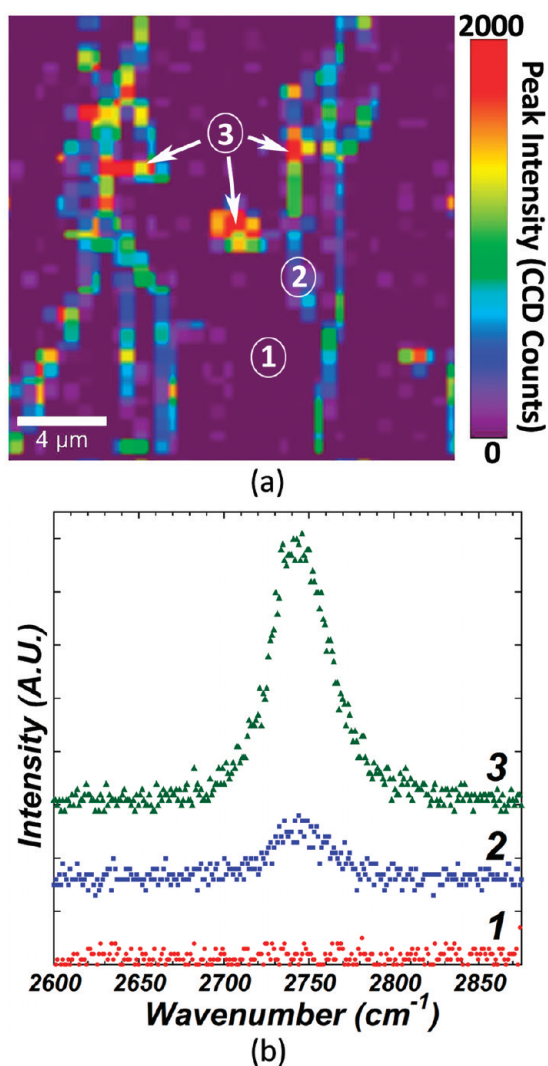 2000
3
2
1
4 μm
0
Peak Intensity (CCD Counts)
(a)
Intensity (A.U.)
3
2
1
2600 2650 2700 2750 2800 2850
Wavenumber (cm⁻¹)
(b)